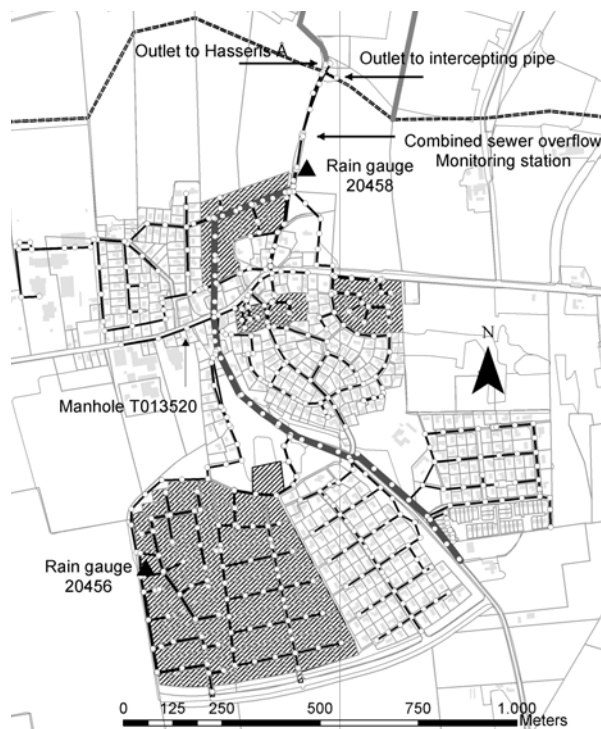 Outlet to Hasseris Å
Outlet to intercepting pipe
Combined sewer overflow
Monitoring station
Rain gauge
20458
N
Manhole T013520
Rain gauge
20456
0 125 250 500 750 1.000
Meters